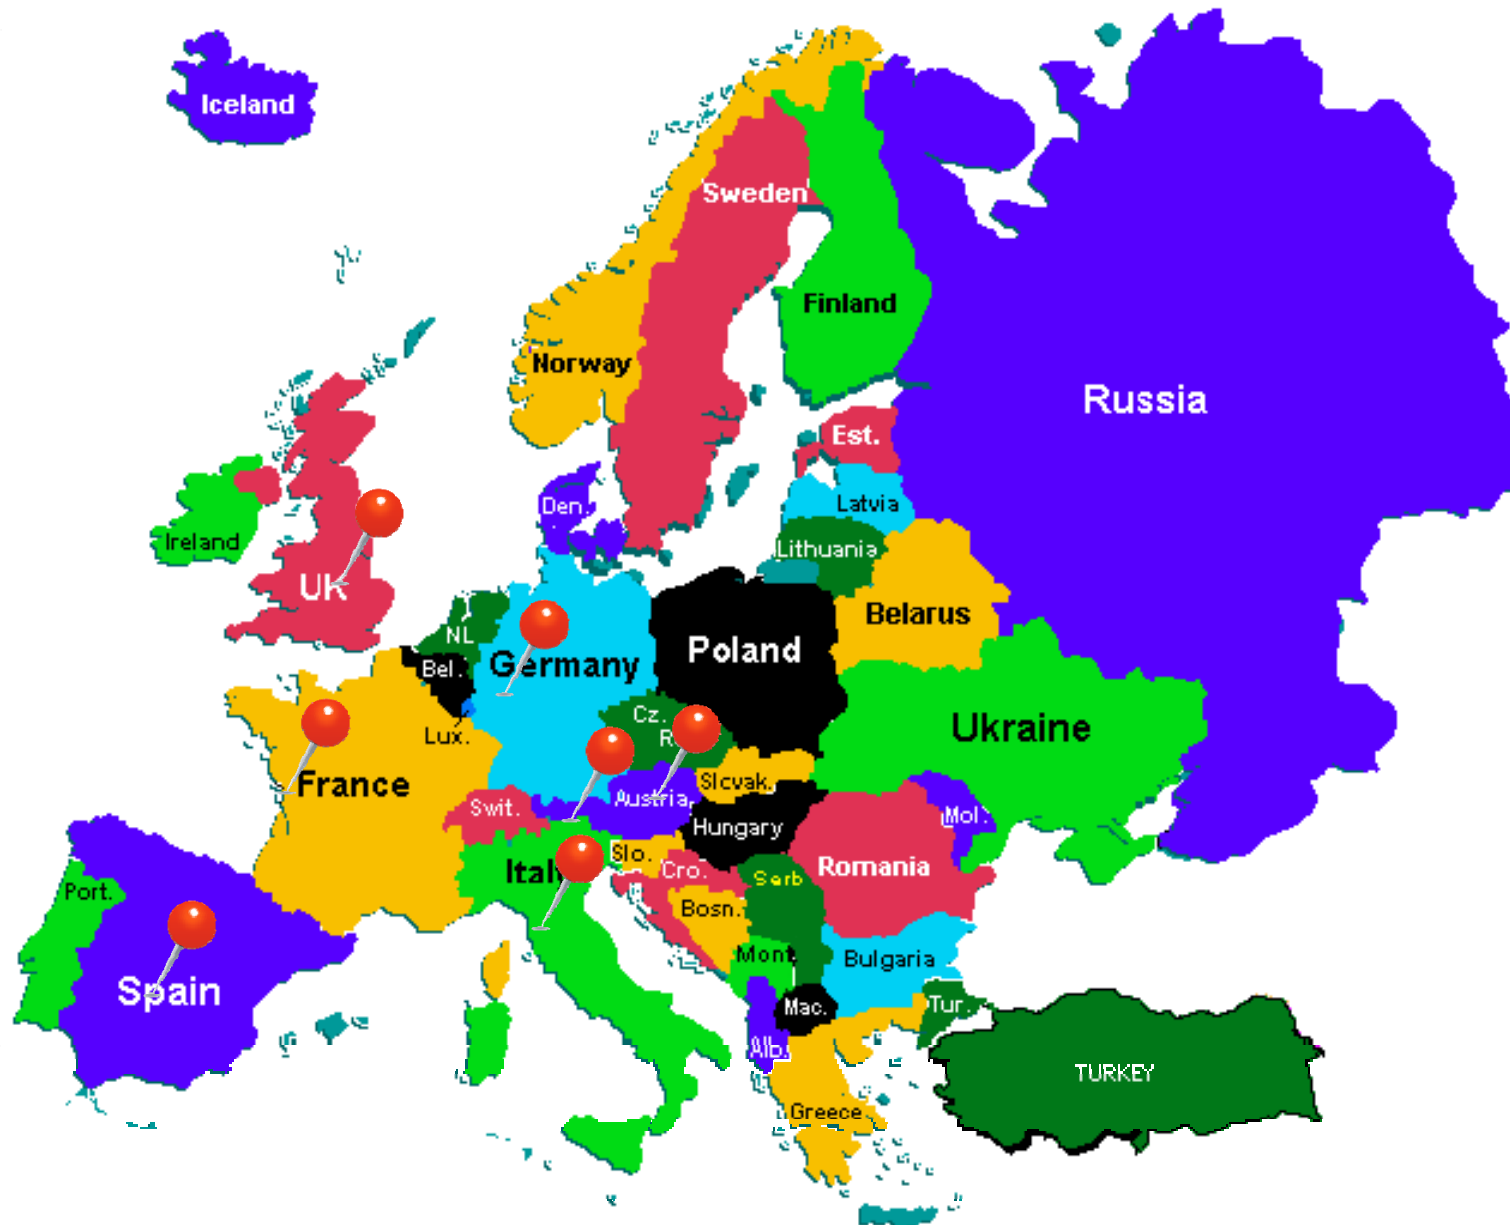 Iceland
Sweden
Finland
Norway
Russia
Est.
Latvia
Den.
Ireland
Lithuania
UK
Belarus
NL
Poland
Germany
Bel.
Cz.
R
Ukraine
Lux.
France
Slovak.
Austria
Swit.
Mol.
Hungary
Slo.
Romania
Cro.
Serb
Port.
Bosn.
Mont
Bulgaria
Spain
Mac.
Tur.
Alb.
TURKEY
Greece